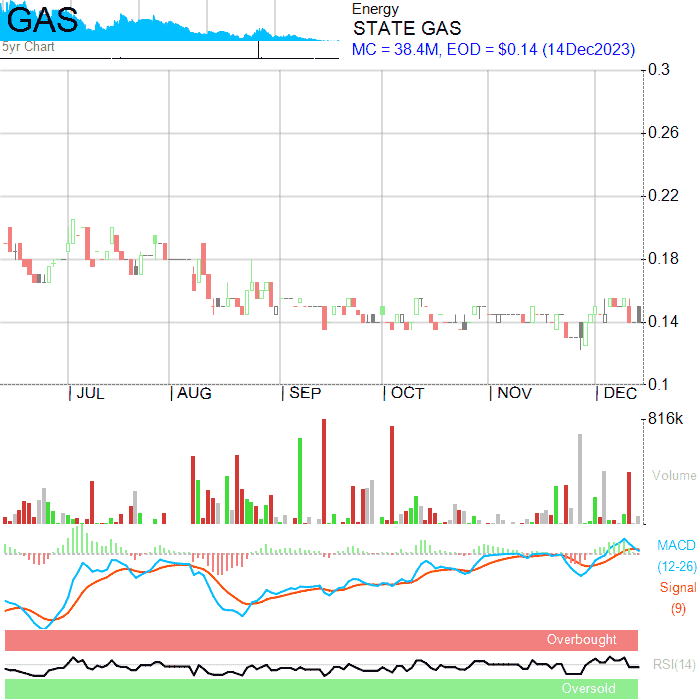 GAS
5yr Chart
Energy
STATE GAS
MC = 38.4M, EOD = $0.14 (14Dec2023)
0.3
0.26
0.22
0.18
0.14
0.1
JUL AUG SEP OCT NOV DEC
816k
Volume
MACD
(12-26)
Signal
(9)
Overbought
RSI(14)
Oversold